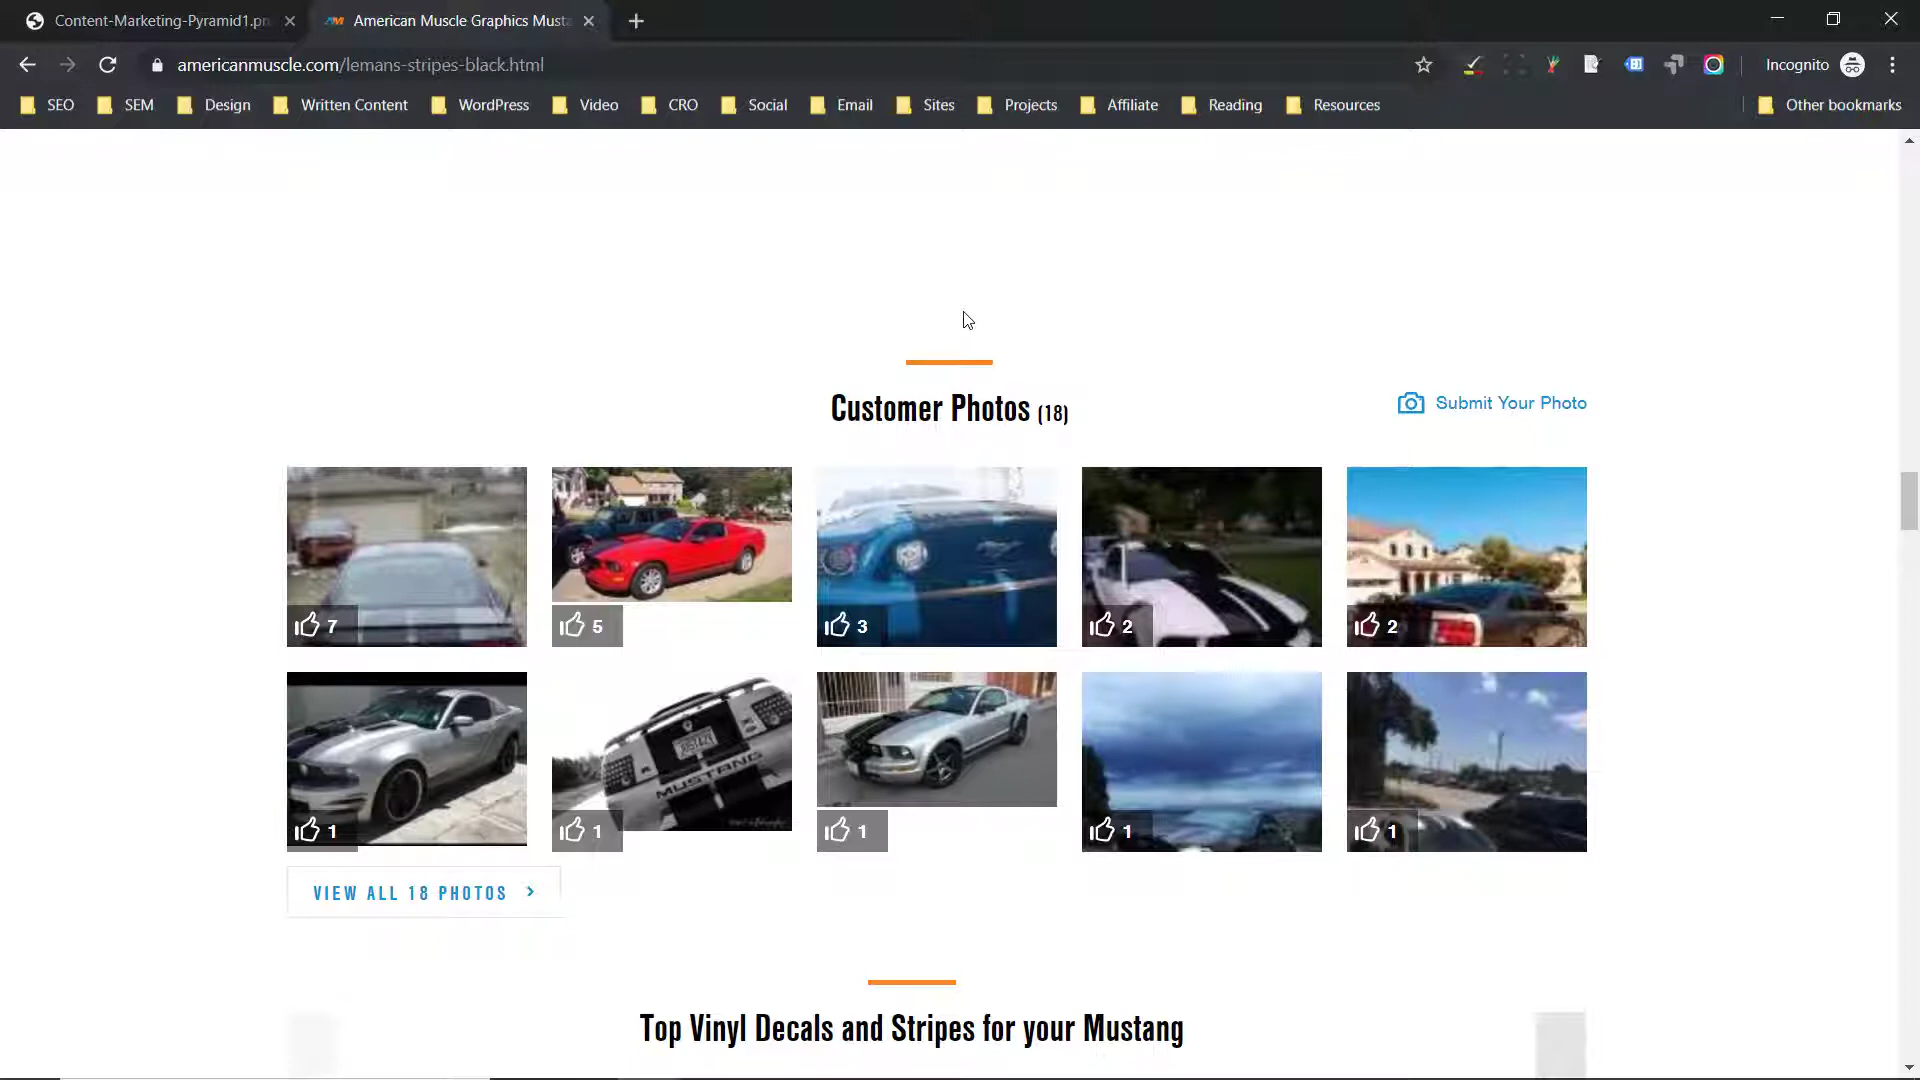 Content-Marketing-Pyramid1.pn
American Muscle Graphics Musta
americanmuscle.com/lemans-stripes-black.html
Incognito
SEO
SEM
Design
Written Content
WordPress
Video
CRO
Social
Email
Sites
Projects
Affiliate
Reading
Resources
Other bookmarks
Customer Photos (18)
Submit Your Photo
7
5
3
2
2
MUSTANG
1
1
1
1
1
VIEW ALL 18 PHOTOS
Top Vinyl Decals and Stripes for your Mustang